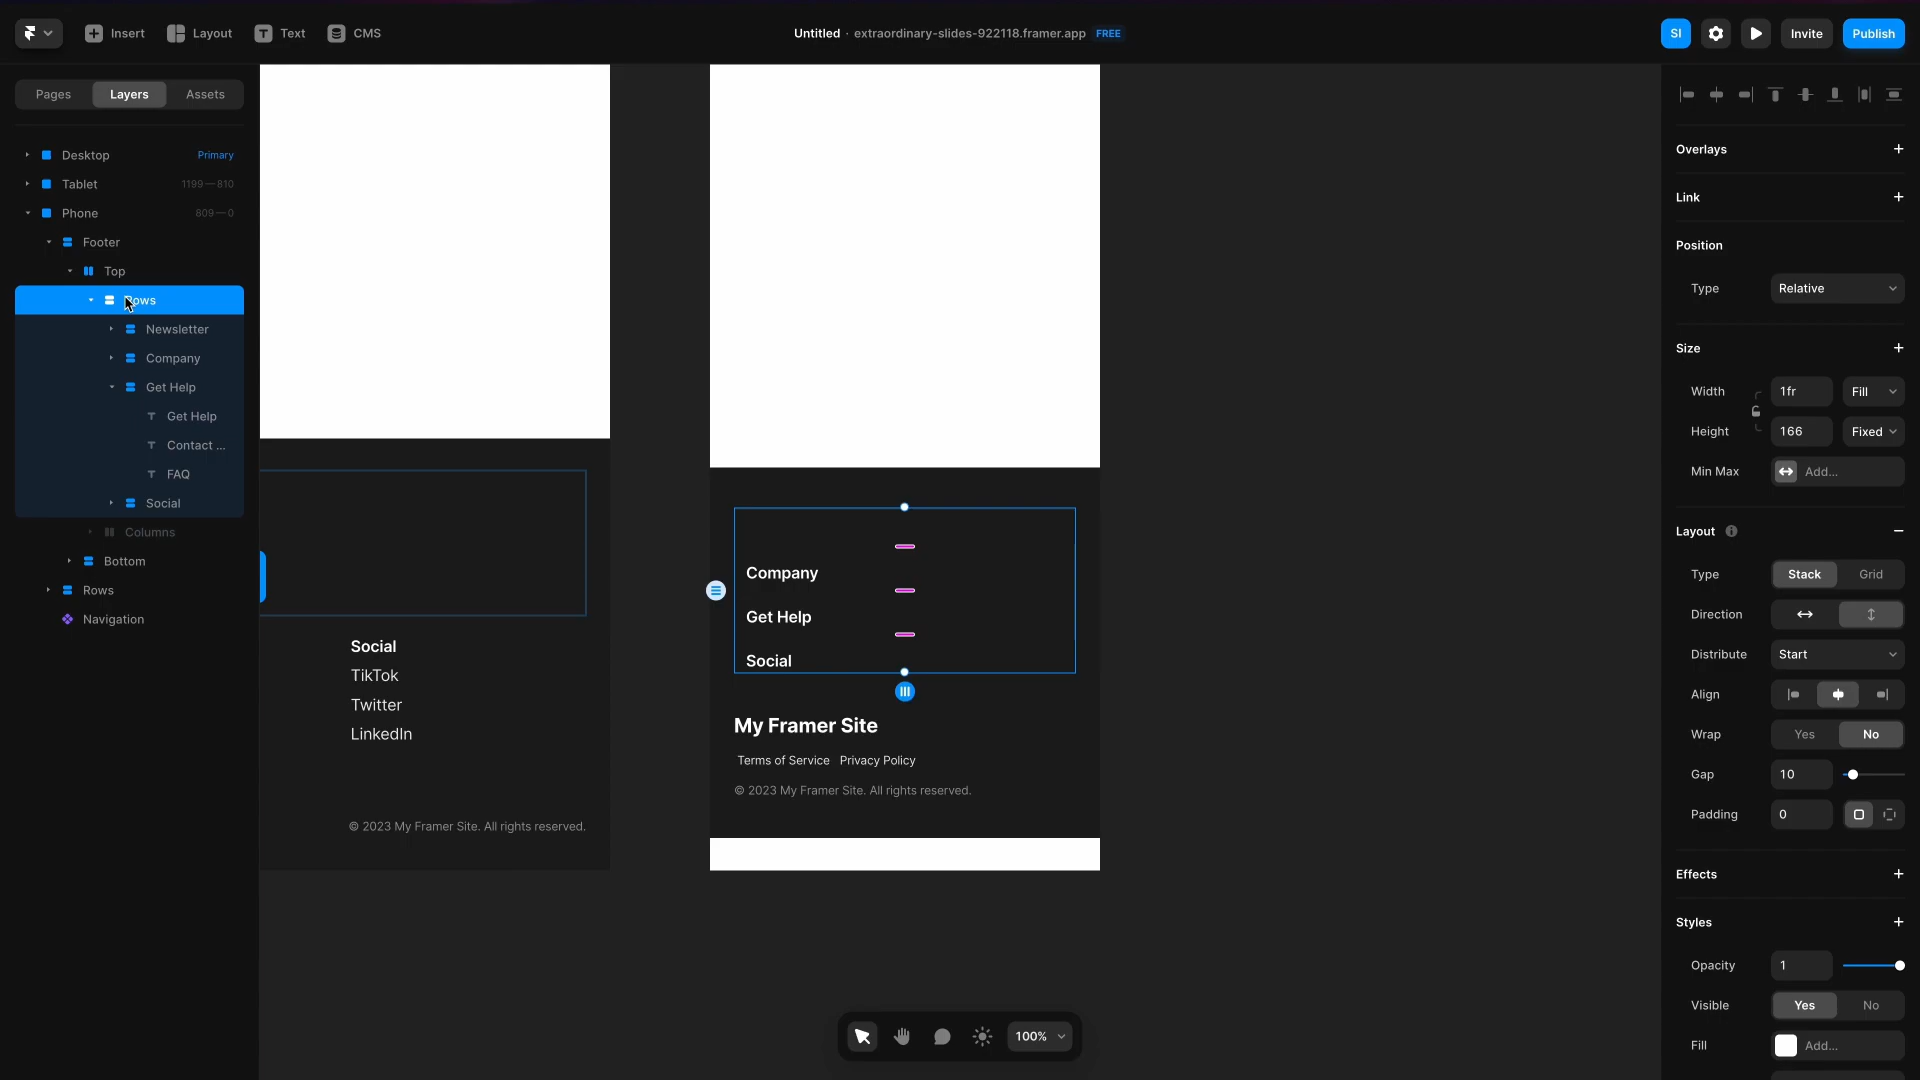 Insert
Layout
Text
CMS
Untitled · extraordinary-slides-922118.framer.app FREE
SI
Invite
Publish
Pages
Layers
Assets
Desktop
Primary
Tablet
1199 — 810
Phone
809 — 0
Footer
Top
Newsletter
Company
Get Help
Get Help
Contact ...
FAQ
Social
Columns
Bottom
Rows
Navigation
Social
TikTok
Twitter
LinkedIn
© 2023 My Framer Site. All rights reserved.
Company
Get Help
Social
My Framer Site
Terms of Service Privacy Policy
© 2023 My Framer Site. All rights reserved.
100%
Overlays
Link
Position
Type
Relative
Size
Width
1fr
Fill
Height
166
Fixed
Min Max
Add...
Layout
Type
Stack
Grid
Direction
Distribute
Start
Align
Wrap
Yes
No
Gap
10
Padding
0
Effects
Styles
Opacity
1
Visible
Yes
No
Fill
Add...